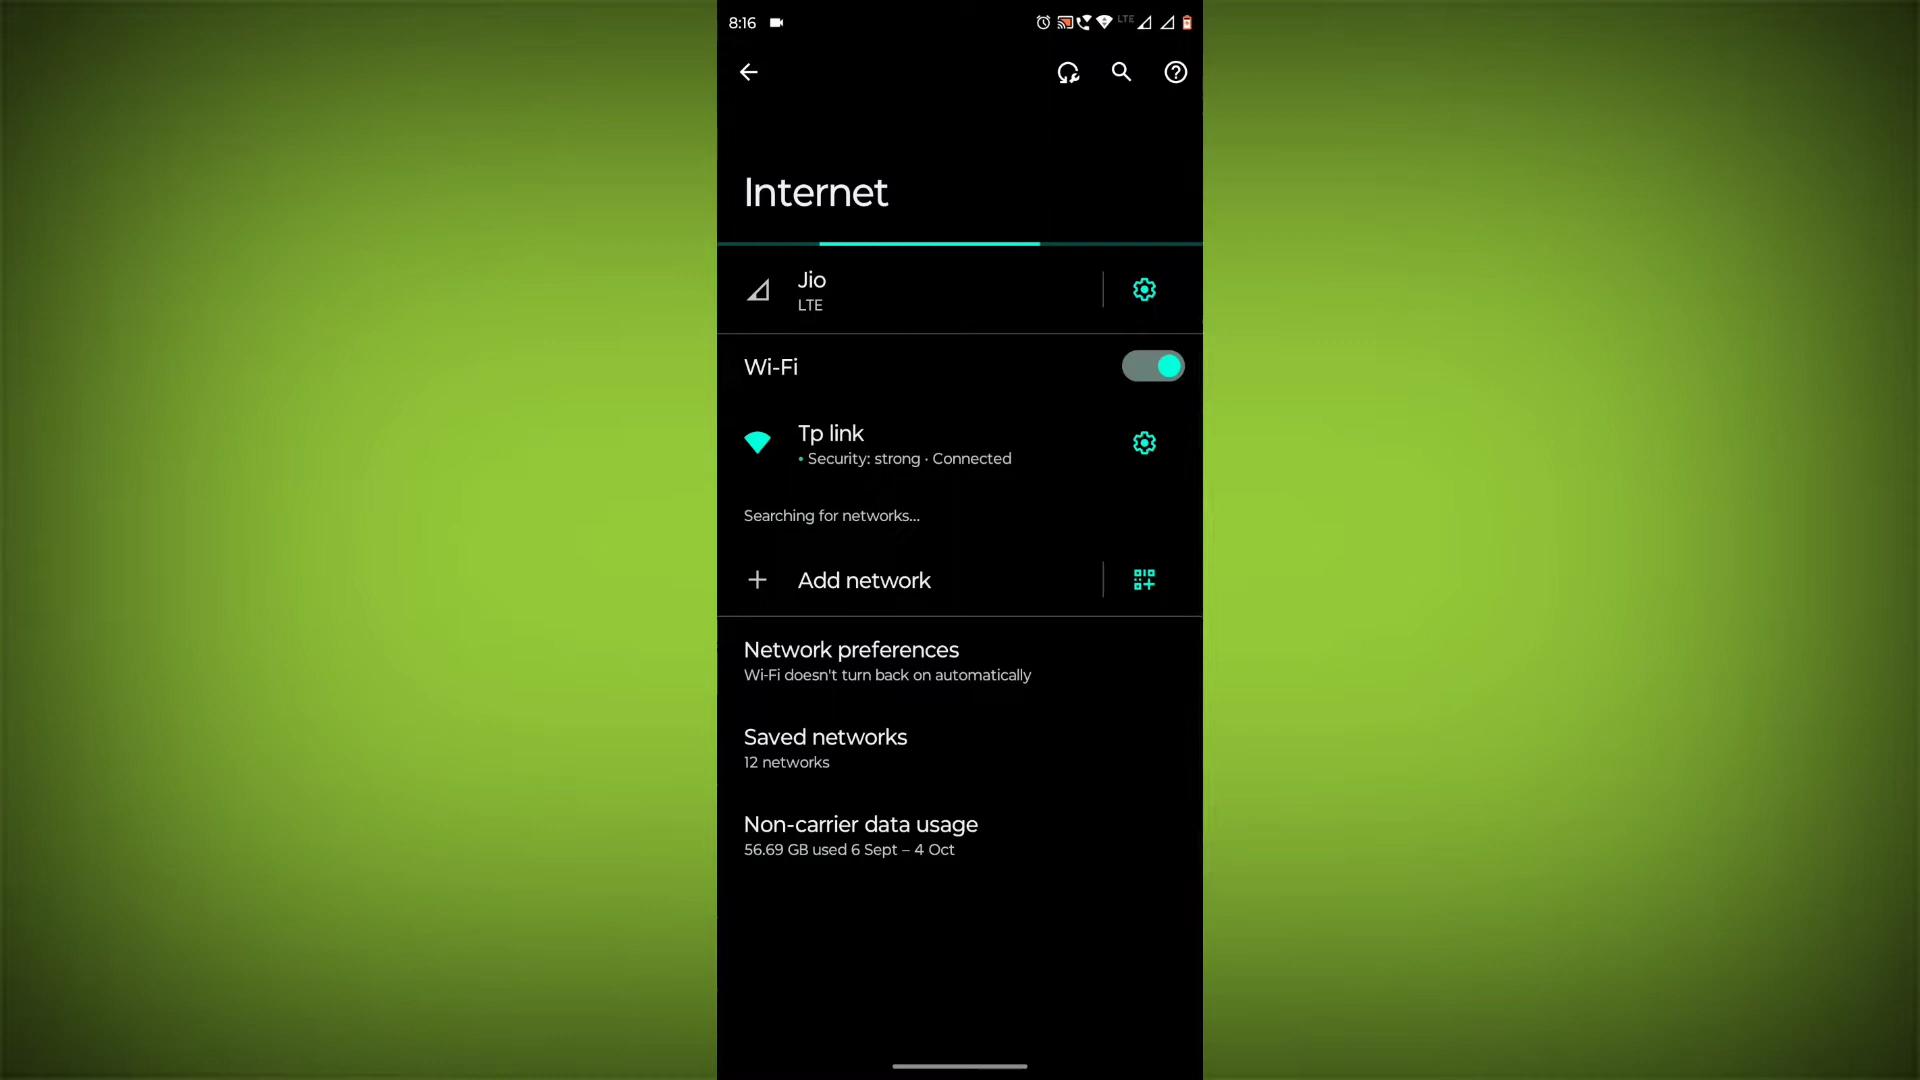 8:16
LTE
Internet
Jio
LTE
Wi-Fi
Tp link
• Security: strong · Connected
Searching for networks...
Add network
Network preferences
Wi-Fi doesn't turn back on automatically
Saved networks
12 networks
Non-carrier data usage
56.69 GB used 6 Sept – 4 Oct